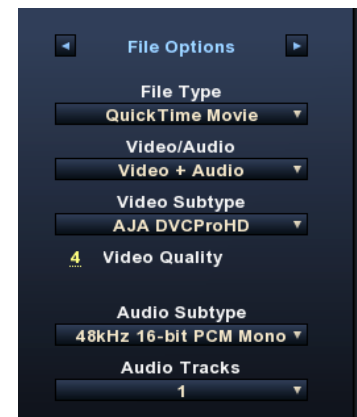 File Options
File Type
QuickTime Movie
Video/Audio
Video + Audio
Video Subtype
AJA DVCProHD
4 Video Quality
Audio Subtype
48kHz 16-bit PCM Mono
Audio Tracks
1